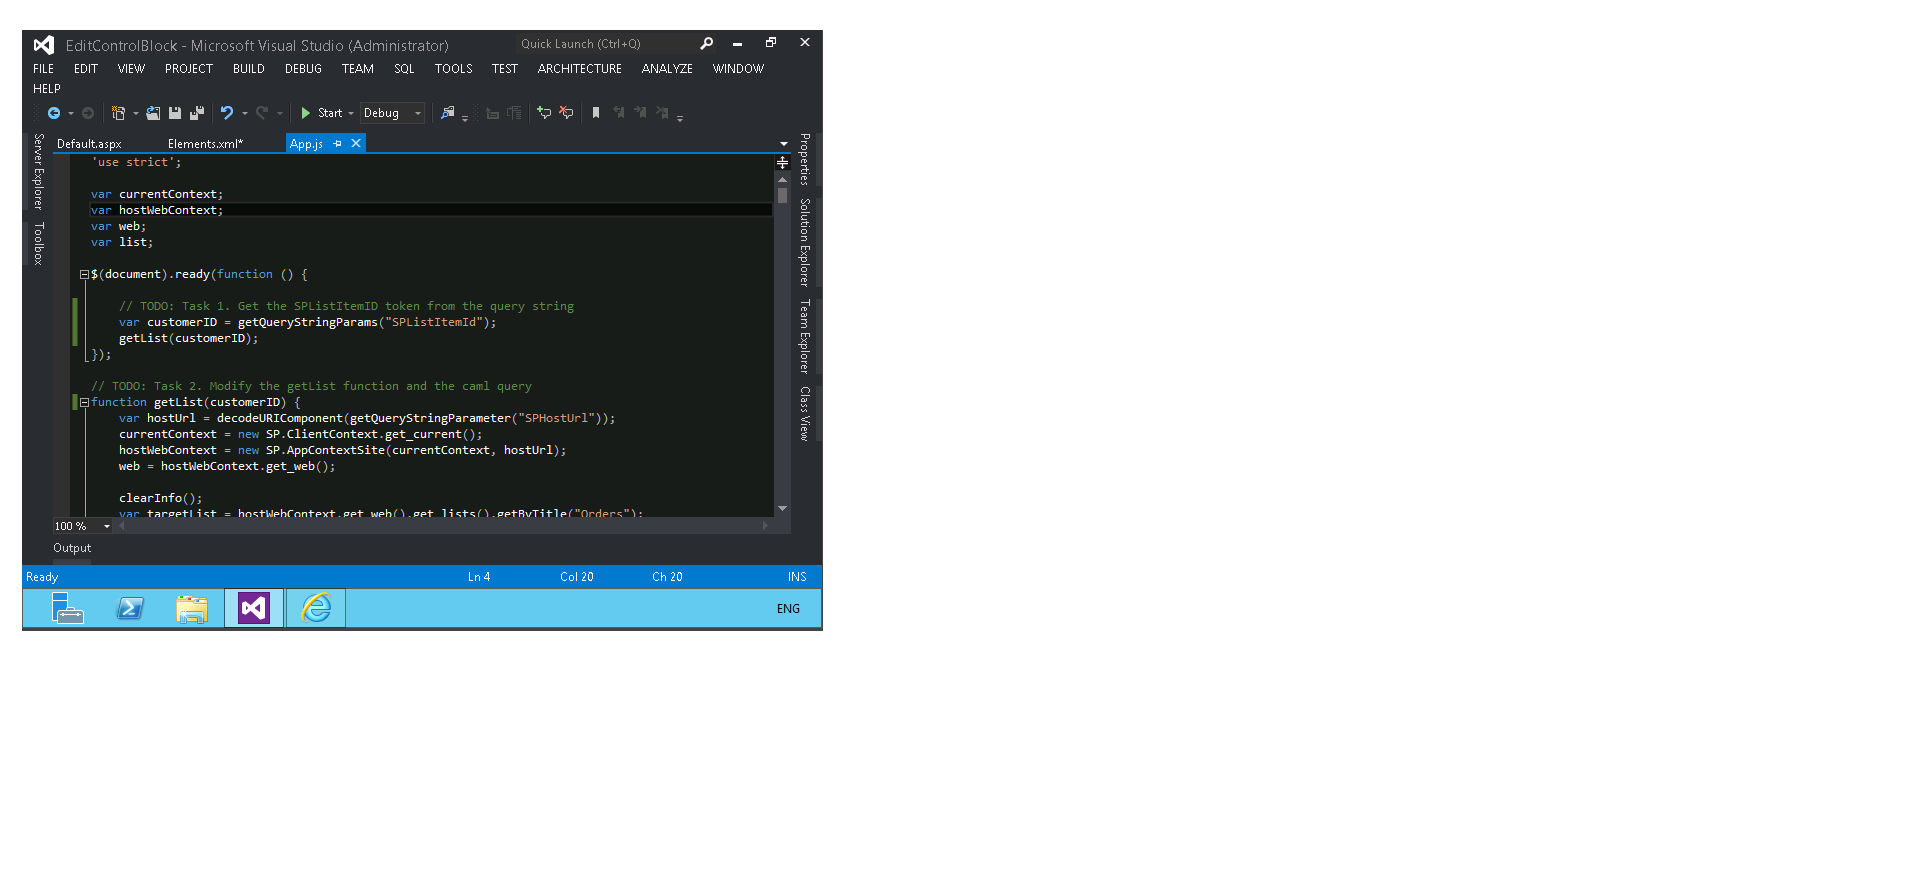 EditControlBlock - Microsoft Visual Studio (Administrator)
Quick Launch (Ctrl+Q)
FILE EDIT VIEW PROJECT BUILD DEBUG TEAM SQL TOOLS TEST ARCHITECTURE ANALYZE WINDOW
HELP
Start Debug
Server Explorer
Toolbox
Default.aspx Elements.xml* App.js
'use strict';
var currentContext;
var hostWebContext;
var web;
var list;
$(document).ready(function () {
// TODO: Task 1. Get the SPListItemID token from the query string
var customerID = getQueryStringParams("SPListItemId");
getList(customerID);
});
// TODO: Task 2. Modify the getList function and the caml query
function getList(customerID) {
var hostUrl = decodeURIComponent(getQueryStringParameter("SPHostUrl"));
currentContext = new SP.ClientContext.get_current();
hostWebContext = new SP.AppContextSite(currentContext, hostUrl);
web = hostWebContext.get_web();
clearInfo();
var targetList = hostWebContext.get_web().get_lists().getByTitle("Orders");
Properties
Solution Explorer
Team Explorer
Class View
100 %
Output
Ready Ln 4 Col 20 Ch 20 INS
ENG